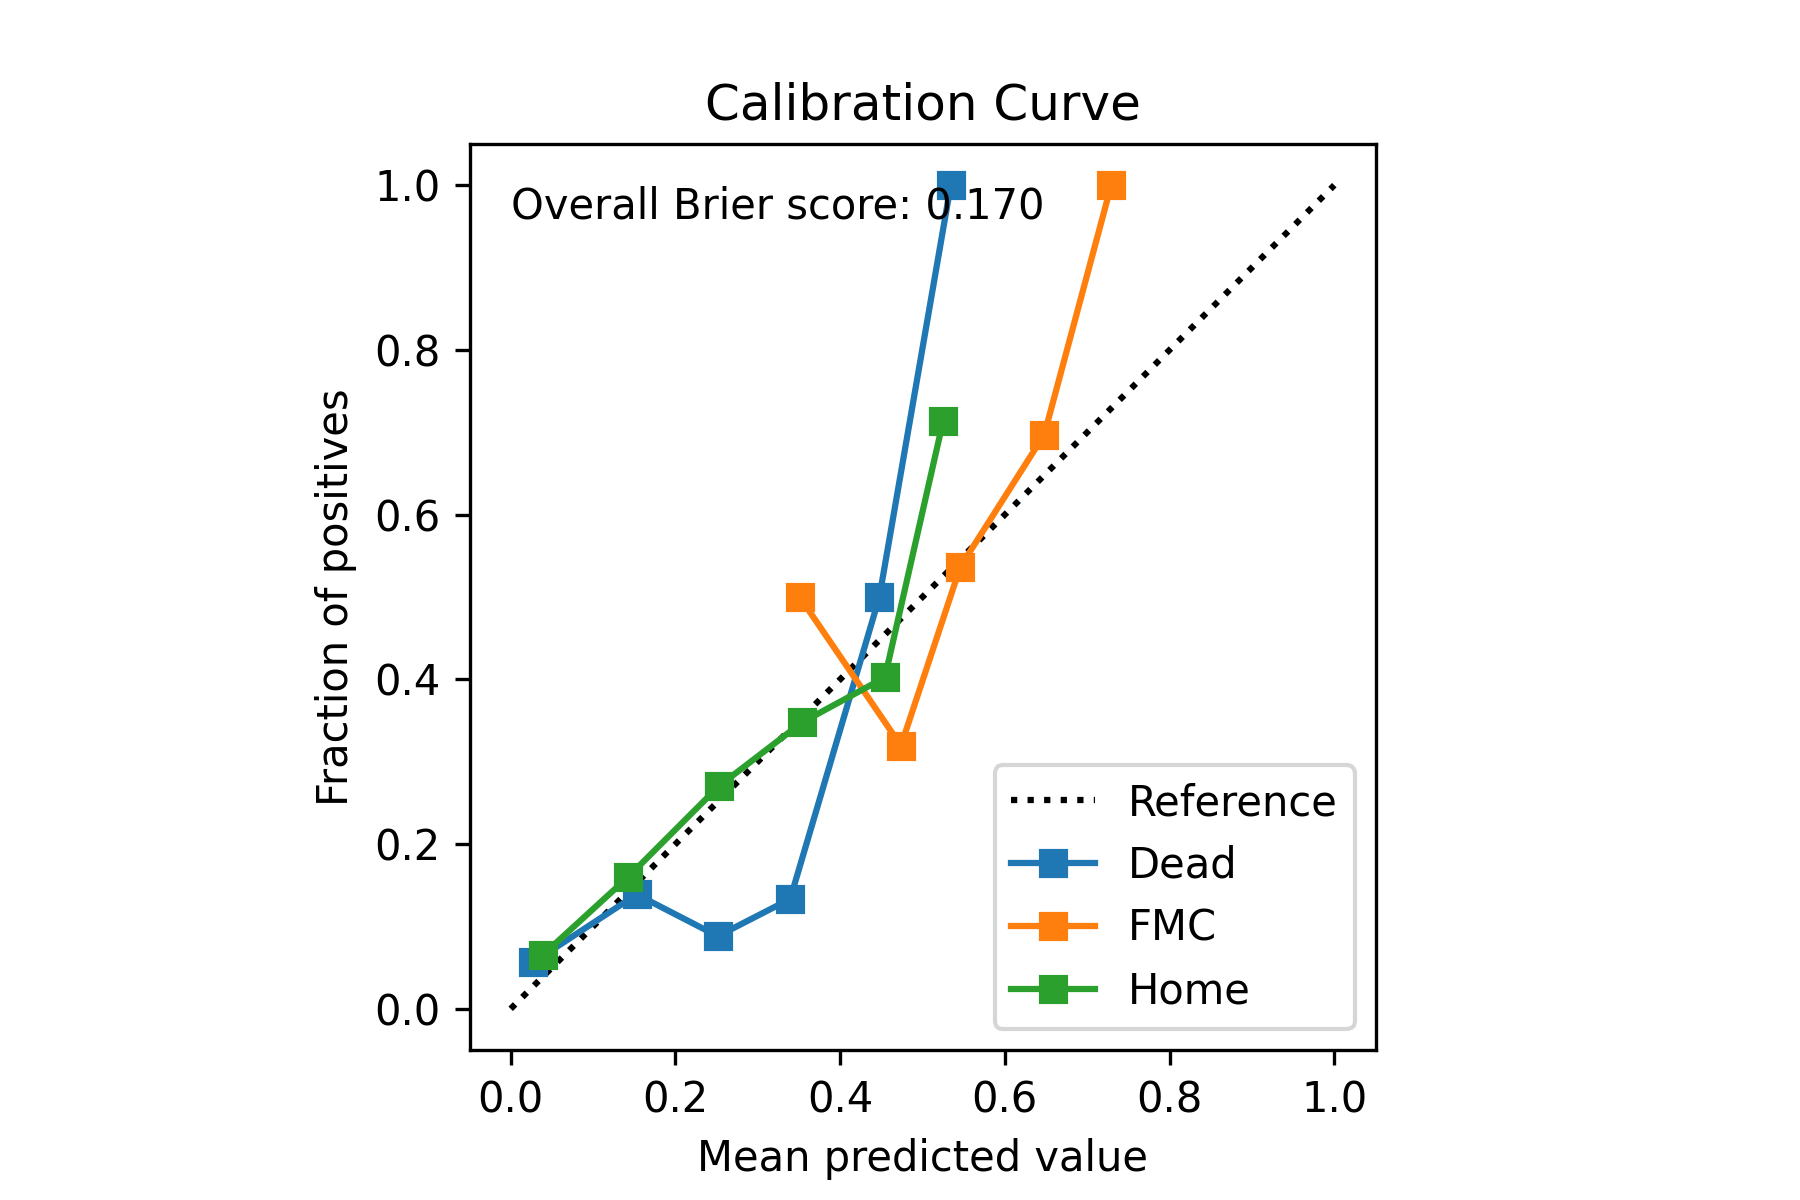 Calibration Curve
Overall Brier score: 0.170
1.0
0.8
0.6
0.4
0.2
0.0
Fraction of positives
Reference
Dead
FMC
Home
0.0 0.2 0.4 0.6 0.8 1.0
Mean predicted value